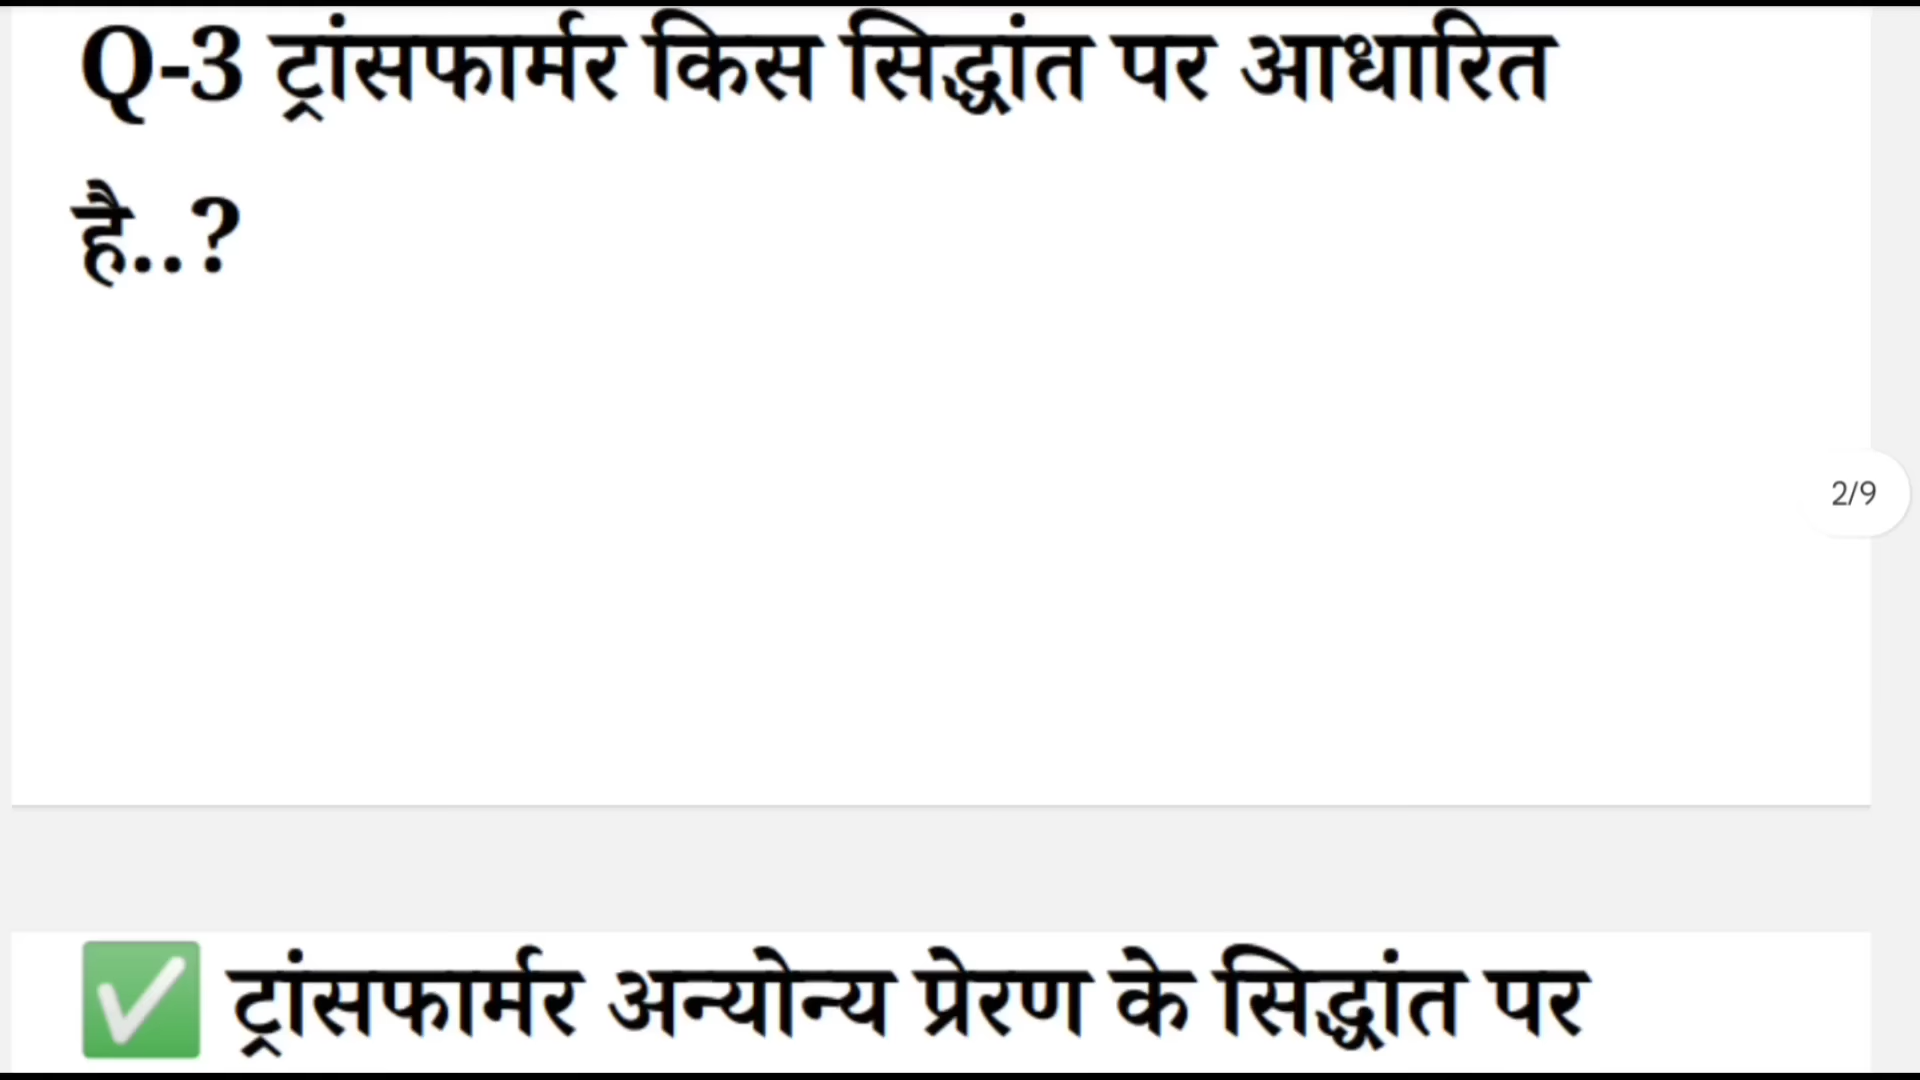 Q-3 ट्रांसफार्मर किस सिद्धांत पर आधारित
है..?
2/9
✅ ट्रांसफार्मर अन्योन्य प्रेरण के सिद्धांत पर